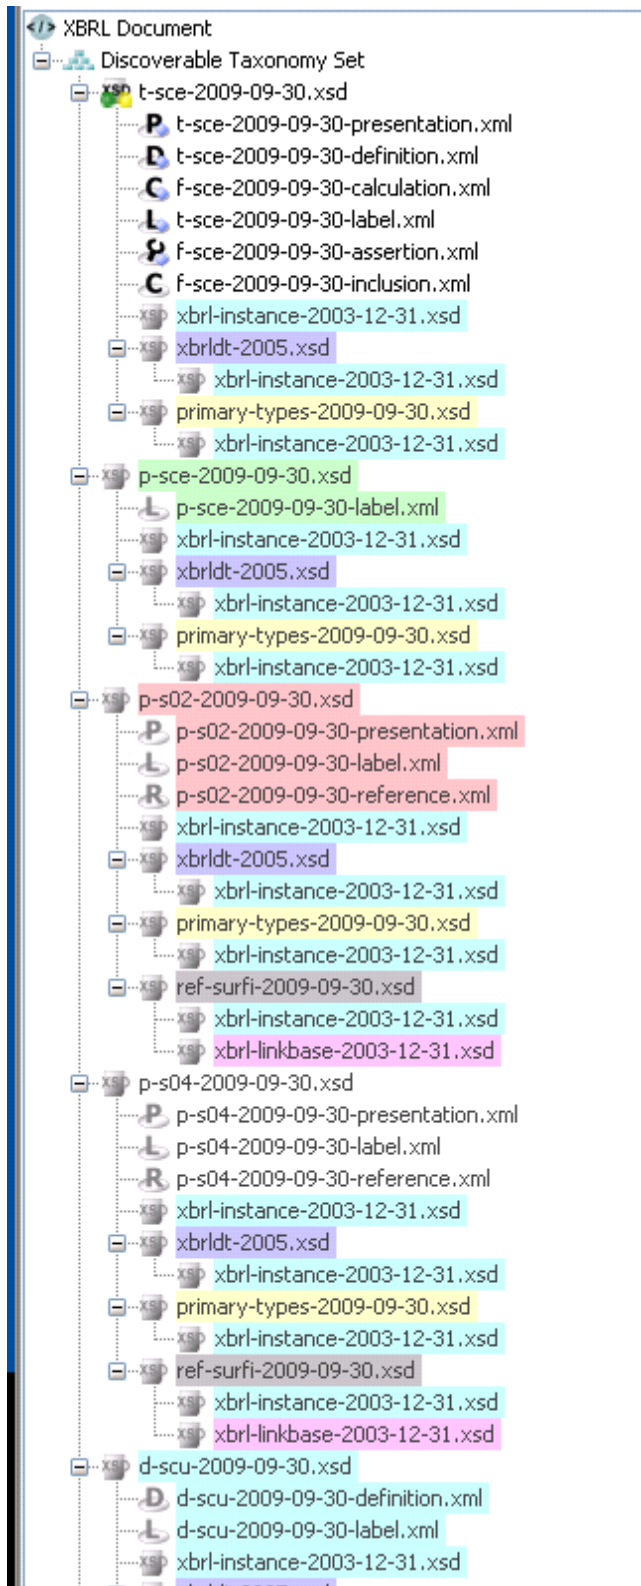 XBRL Document
Discoverable Taxonomy Set
t-sce-2009-09-30.xsd
t-sce-2009-09-30-presentation.xml
t-sce-2009-09-30-definition.xml
f-sce-2009-09-30-calculation.xml
t-sce-2009-09-30-label.xml
f-sce-2009-09-30-assertion.xml
f-sce-2009-09-30-inclusion.xml
xbrl-instance-2003-12-31.xsd
xbrldt-2005.xsd
xbrl-instance-2003-12-31.xsd
primary-types-2009-09-30.xsd
xbrl-instance-2003-12-31.xsd
p-sce-2009-09-30.xsd
p-sce-2009-09-30-label.xml
xbrl-instance-2003-12-31.xsd
xbrldt-2005.xsd
xbrl-instance-2003-12-31.xsd
primary-types-2009-09-30.xsd
xbrl-instance-2003-12-31.xsd
p-s02-2009-09-30.xsd
p-s02-2009-09-30-presentation.xml
p-s02-2009-09-30-label.xml
p-s02-2009-09-30-reference.xml
xbrl-instance-2003-12-31.xsd
xbrldt-2005.xsd
xbrl-instance-2003-12-31.xsd
primary-types-2009-09-30.xsd
xbrl-instance-2003-12-31.xsd
ref-surfi-2009-09-30.xsd
xbrl-instance-2003-12-31.xsd
xbrl-linkbase-2003-12-31.xsd
p-s04-2009-09-30.xsd
p-s04-2009-09-30-presentation.xml
p-s04-2009-09-30-label.xml
p-s04-2009-09-30-reference.xml
xbrl-instance-2003-12-31.xsd
xbrldt-2005.xsd
xbrl-instance-2003-12-31.xsd
primary-types-2009-09-30.xsd
xbrl-instance-2003-12-31.xsd
ref-surfi-2009-09-30.xsd
xbrl-instance-2003-12-31.xsd
xbrl-linkbase-2003-12-31.xsd
d-scu-2009-09-30.xsd
d-scu-2009-09-30-definition.xml
d-scu-2009-09-30-label.xml
xbrl-instance-2003-12-31.xsd